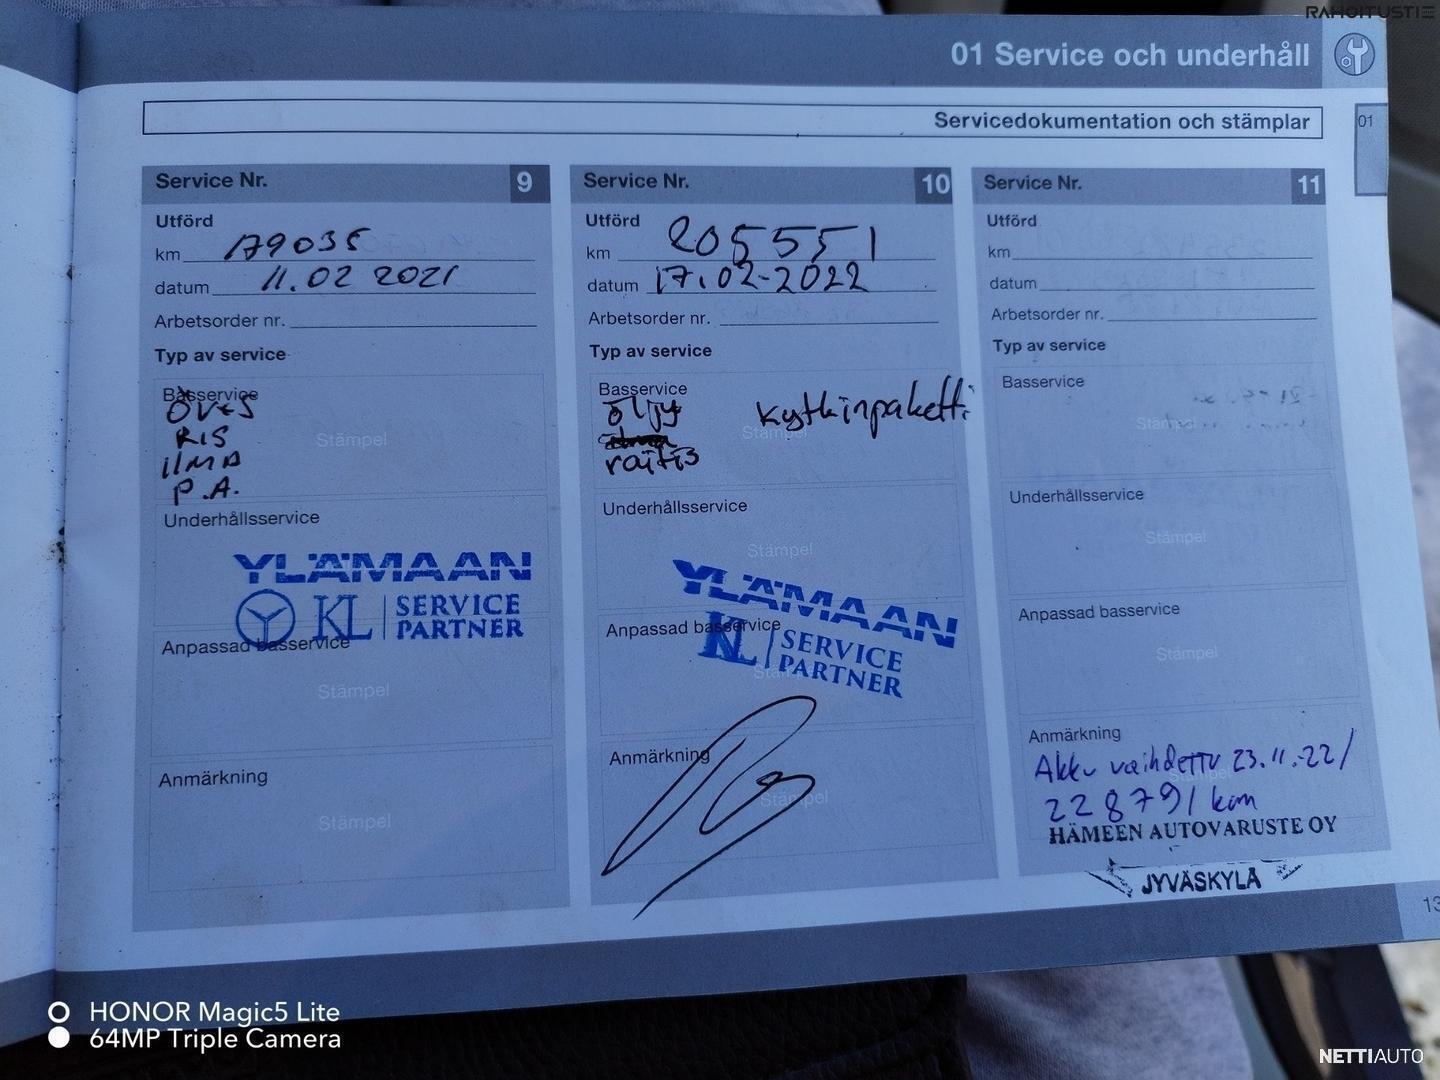 RAHOITUSTIE
01 Service och underhåll
Servicedokumentation och stämplar
01
Service Nr. 9
Utförd
km 179035
datum 11.02 2021
Arbetsorder nr.
Typ av service
Basservice
RIS
ILMA
P.A.
Stämpel
Underhållsservice
YLÄMAAN
KL SERVICE
PARTNER
Anpassad basservice
Stämpel
Anmärkning
Stämpel
Service Nr. 10
Utförd
km 205551
datum 17.02-2022
Arbetsorder nr.
Typ av service
Basservice
öljy kytkinpaketti
Stämpel
raitis
Underhållsservice
Stämpel
YLÄMAAN
Anpassad basservice
KL SERVICE
PARTNER
Stämpel
Anmärkning
Stämpel
Service Nr. 11
Utförd
km
datum
Arbetsorder nr.
Typ av service
Basservice
Stämpel
Underhållsservice
Stämpel
Anpassad basservice
Stämpel
Anmärkning
Akku vaihdettu 23.11.-22/
Stämpel
228791 km
HÄMEEN AUTOVARUSTE OY
JYVÄSKYLÄ
13
HONOR Magic5 Lite
64MP Triple Camera
NETTIAUTO